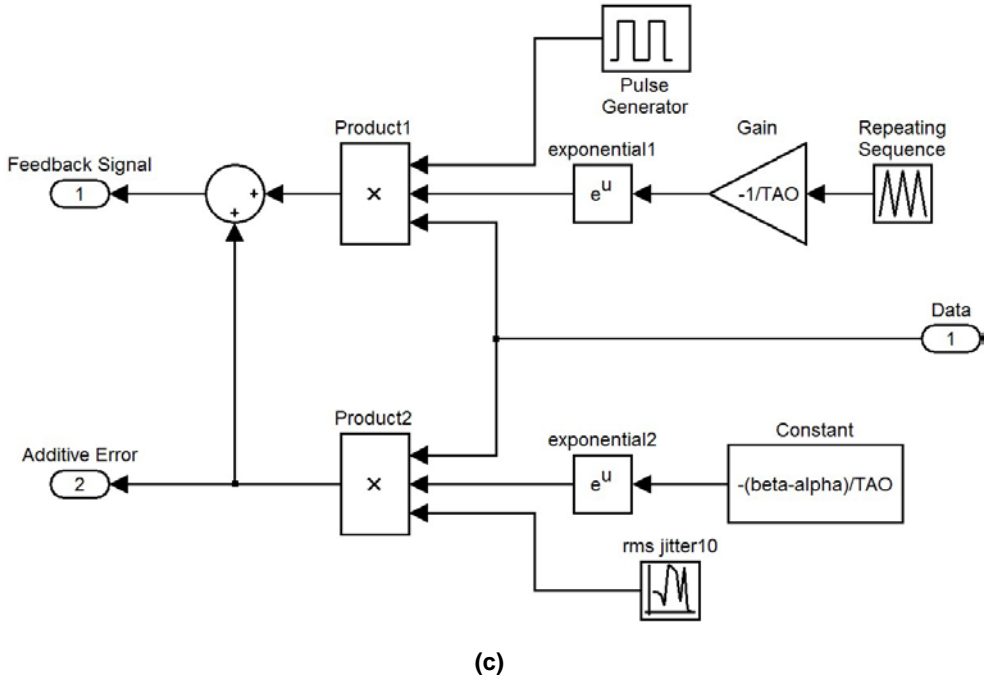 Pulse
Generator
Product1
Gain
Repeating
Sequence
Feedback Signal
exponential1
1
+
+
×
e^u
-1/TAO
Data
1
Product2
Constant
Additive Error
exponential2
2
×
e^u
-(beta-alpha)/TAO
rms jitter10
(c)